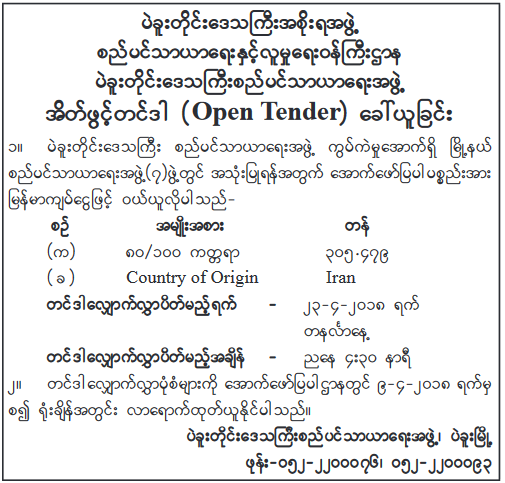 ပဲခူးတိုင်းဒေသကြီးအစိုးရအဖွဲ့
စည်ပင်သာယာရေးနှင့်လူမှုရေးဝန်ကြီးဌာန
ပဲခူးတိုင်းဒေသကြီးစည်ပင်သာယာရေးအဖွဲ့
အိတ်ဖွင့်တင်ဒါ (Open Tender) ခေါ်ယူခြင်း
၁။ ပဲခူးတိုင်းဒေသကြီး စည်ပင်သာယာရေးအဖွဲ့ ကွပ်ကဲမှုအောက်ရှိ မြို့နယ်
စည်ပင်သာယာရေးအဖွဲ့(၇)ဖွဲ့တွင် အသုံးပြုရန်အတွက် အောက်ဖော်ပြပါပစ္စည်းအား
မြန်မာကျပ်ငွေဖြင့် ဝယ်ယူလိုပါသည်-
စဉ် အမျိုးအစား တန်
(က) ၈၀/၁၀၀ ကတ္တရာ ၃၀၅.၄၇၉
(ခ) Country of Origin Iran
တင်ဒါလျှောက်လွှာပိတ်မည့်ရက် - ၂၃-၄-၂၀၁၈ ရက်
တနင်္လာနေ့
တင်ဒါလျှောက်လွှာပိတ်မည့်အချိန် - ညနေ ၄:၃၀ နာရီ
၂။ တင်ဒါလျှောက်လွှာပုံစံများကို အောက်ဖော်ပြပါဌာနတွင် ၉-၄-၂၀၁၈ ရက်မှ
စ၍ ရုံးချိန်အတွင်း လာရောက်ထုတ်ယူနိုင်ပါသည်။
ပဲခူးတိုင်းဒေသကြီးစည်ပင်သာယာရေးအဖွဲ့၊ ပဲခူးမြို့
ဖုန်း-၀၅၂-၂၂၀၀၀၇၆၊ ၀၅၂-၂၂၀၀၀၉၃